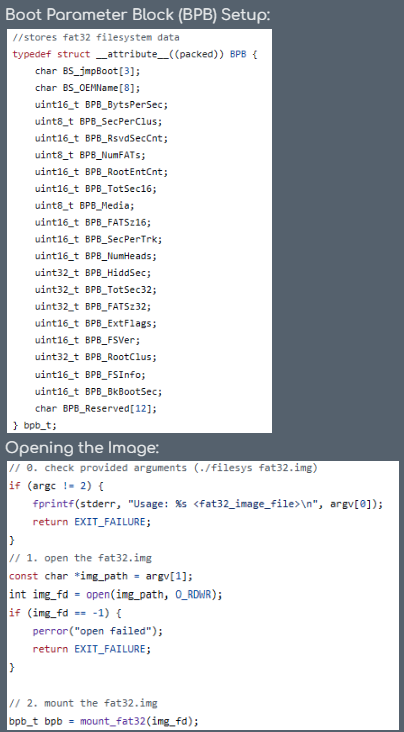 Boot Parameter Block (BPB) Setup:
//stores fat32 filesystem data
typedef struct __attribute__((packed)) BPB {
    char BS_jmpBoot[3];
    char BS_OEMName[8];
    uint16_t BPB_BytsPerSec;
    uint8_t BPB_SecPerClus;
    uint16_t BPB_RsvdSecCnt;
    uint8_t BPB_NumFATs;
    uint16_t BPB_RootEntCnt;
    uint16_t BPB_TotSec16;
    uint8_t BPB_Media;
    uint16_t BPB_FATSz16;
    uint16_t BPB_SecPerTrk;
    uint16_t BPB_NumHeads;
    uint32_t BPB_HiddSec;
    uint32_t BPB_TotSec32;
    uint32_t BPB_FATSz32;
    uint16_t BPB_ExtFlags;
    uint16_t BPB_FSVer;
    uint32_t BPB_RootClus;
    uint16_t BPB_FSInfo;
    uint16_t BPB_BkBootSec;
    char BPB_Reserved[12];
} bpb_t;
Opening the Image:
// 0. check provided arguments (./filesys fat32.img)
if (argc != 2) {
    fprintf(stderr, "Usage: %s <fat32_image_file>\n", argv[0]);
    return EXIT_FAILURE;
}
// 1. open the fat32.img
const char *img_path = argv[1];
int img_fd = open(img_path, O_RDWR);
if (img_fd == -1) {
    perror("open failed");
    return EXIT_FAILURE;
}
// 2. mount the fat32.img
bpb_t bpb = mount_fat32(img_fd);